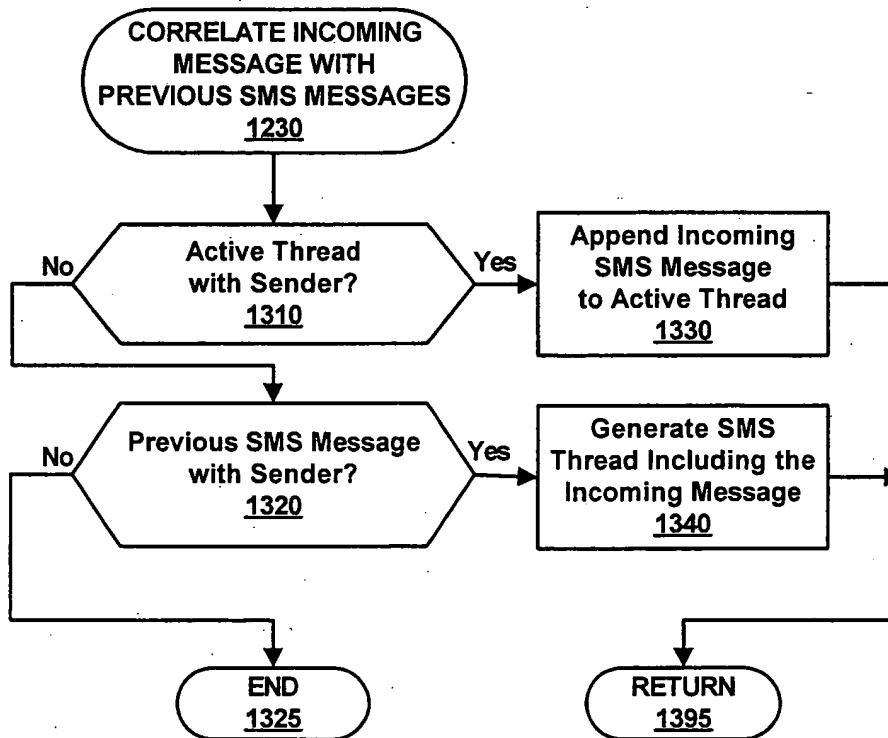 CORRELATE INCOMING
MESSAGE WITH
PREVIOUS SMS MESSAGES
1230
No
Active Thread
with Sender?
1310
Yes
Append Incoming
SMS Message
to Active Thread
1330
No
Previous SMS Message
with Sender?
1320
Yes
Generate SMS
Thread Including the
Incoming Message
1340
END
1325
RETURN
1395